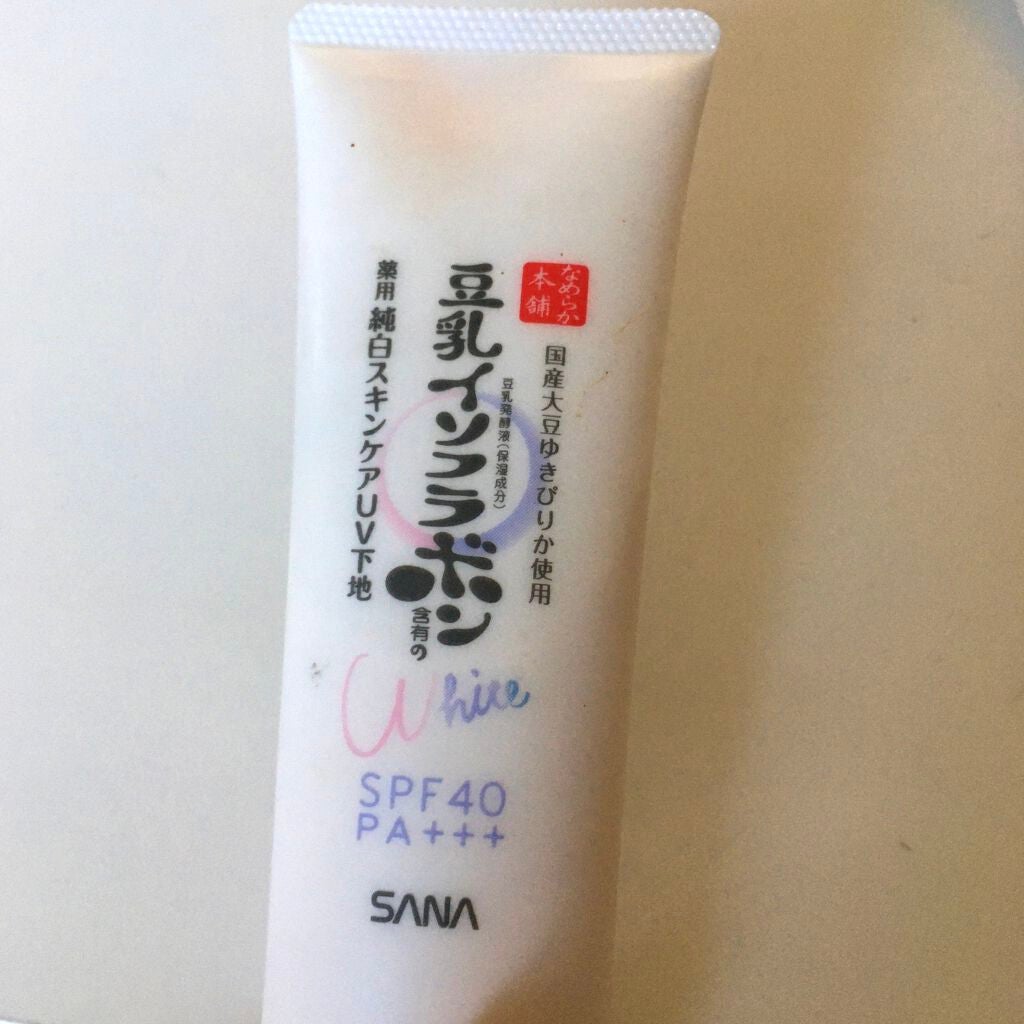 なめらか
本舗
国産大豆ゆきぴりか使用
豆乳発酵液(保湿成分)
豆乳イソフラボン
含有の
薬用 純白スキンケアUV下地
White
SPF40
PA+++
SANA